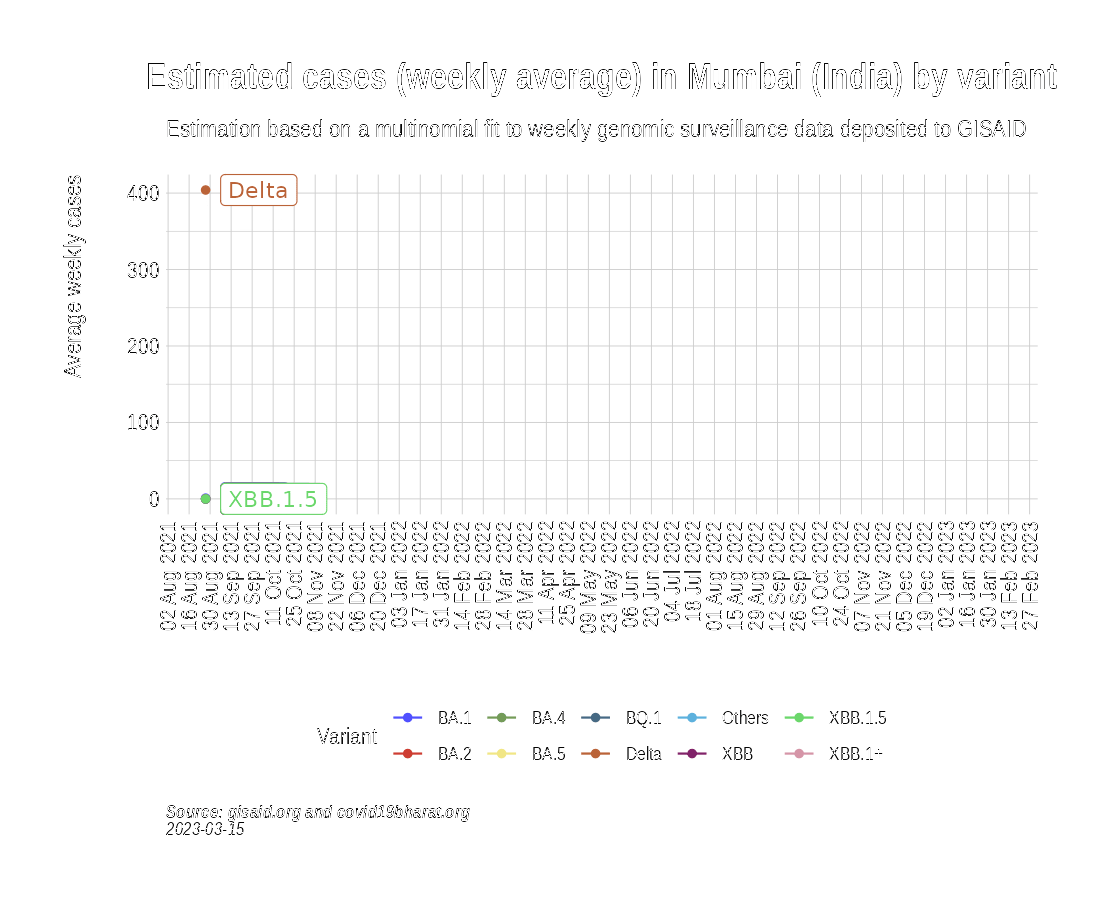 Estimated cases (weekly average) in Mumbai (India) by variant
Estimation based on a multinomial fit to weekly genomic surveillance data deposited to GISAID
Average weekly cases
400
300
200
100
0
Delta
XBB.1.5
02 Aug 2021
16 Aug 2021
30 Aug 2021
13 Sep 2021
27 Sep 2021
11 Oct 2021
25 Oct 2021
08 Nov 2021
22 Nov 2021
06 Dec 2021
20 Dec 2021
03 Jan 2022
17 Jan 2022
31 Jan 2022
14 Feb 2022
28 Feb 2022
14 Mar 2022
28 Mar 2022
11 Apr 2022
25 Apr 2022
09 May 2022
23 May 2022
06 Jun 2022
20 Jun 2022
04 Jul 2022
18 Jul 2022
01 Aug 2022
15 Aug 2022
29 Aug 2022
12 Sep 2022
26 Sep 2022
10 Oct 2022
24 Oct 2022
07 Nov 2022
21 Nov 2022
05 Dec 2022
19 Dec 2022
02 Jan 2023
16 Jan 2023
30 Jan 2023
13 Feb 2023
27 Feb 2023
Variant
BA.1 BA.4 BQ.1 Others XBB.1.5
BA.2 BA.5 Delta XBB XBB.1+
Source: gisaid.org and covid19bharat.org
2023-03-15